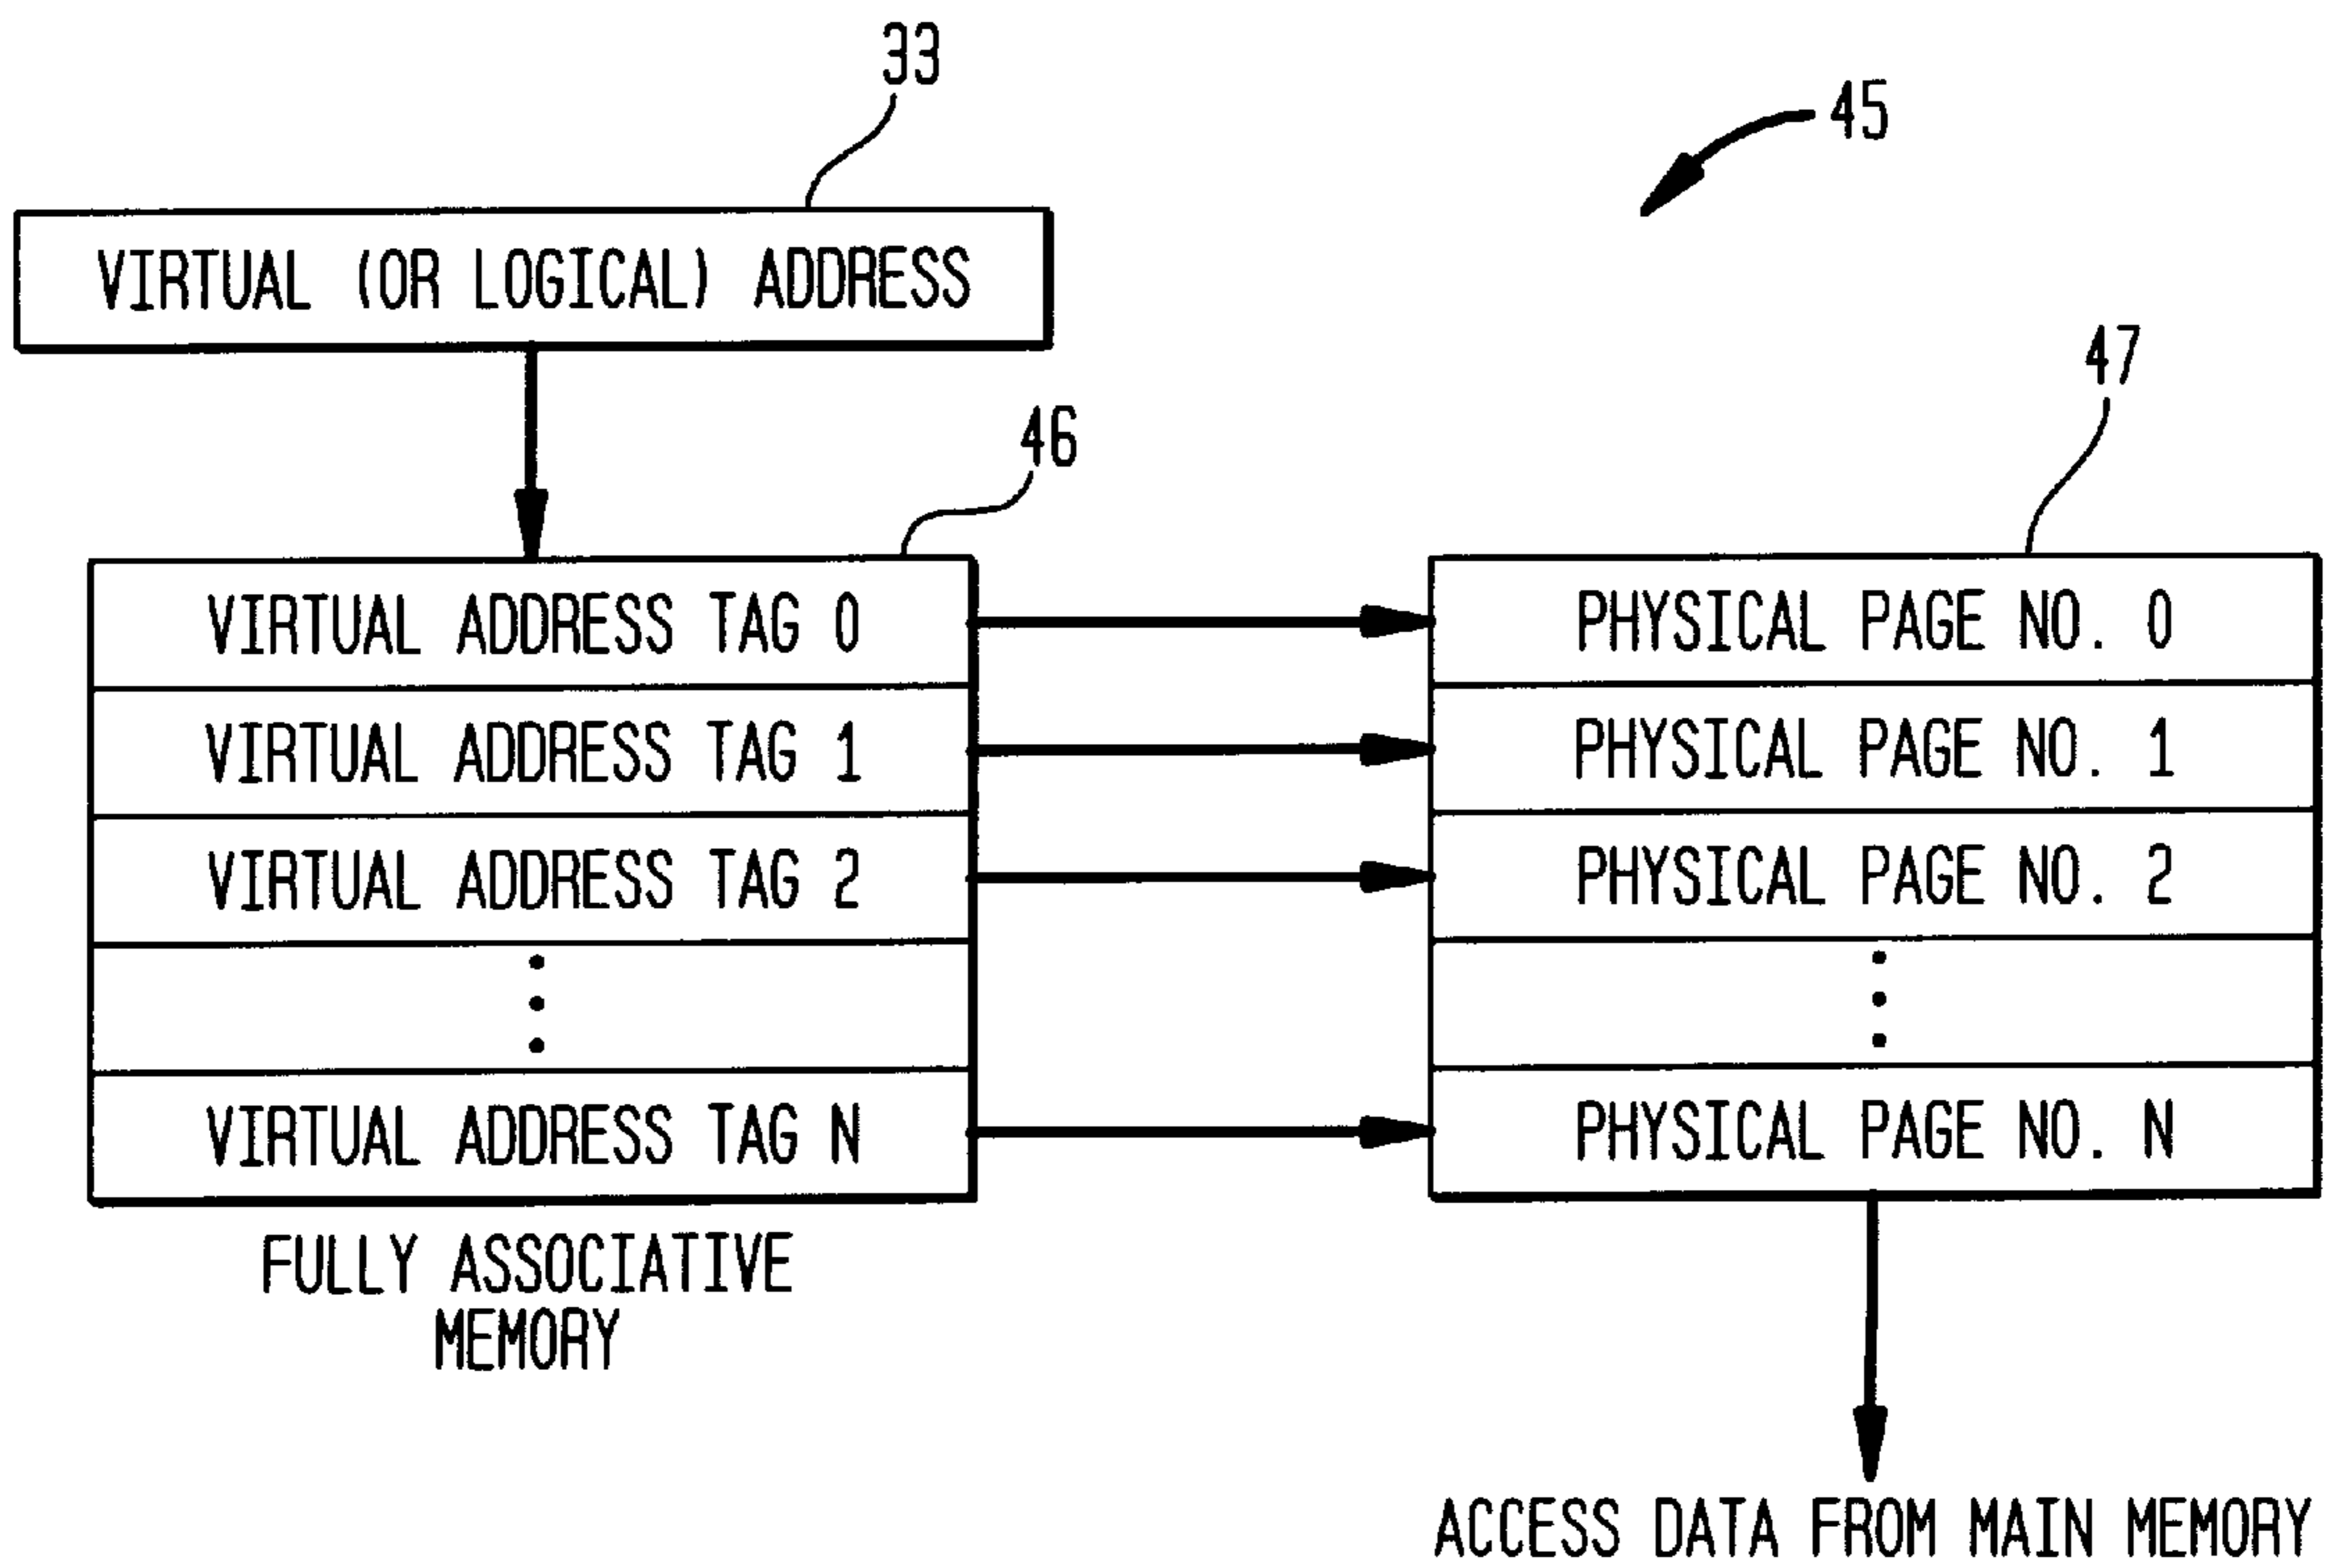 33
45
VIRTUAL (OR LOGICAL) ADDRESS
47
46
VIRTUAL ADDRESS TAG 0
PHYSICAL PAGE NO. 0
VIRTUAL ADDRESS TAG 1
PHYSICAL PAGE NO. 1
VIRTUAL ADDRESS TAG 2
PHYSICAL PAGE NO. 2
VIRTUAL ADDRESS TAG N
PHYSICAL PAGE NO. N
FULLY ASSOCIATIVE
MEMORY
ACCESS DATA FROM MAIN MEMORY